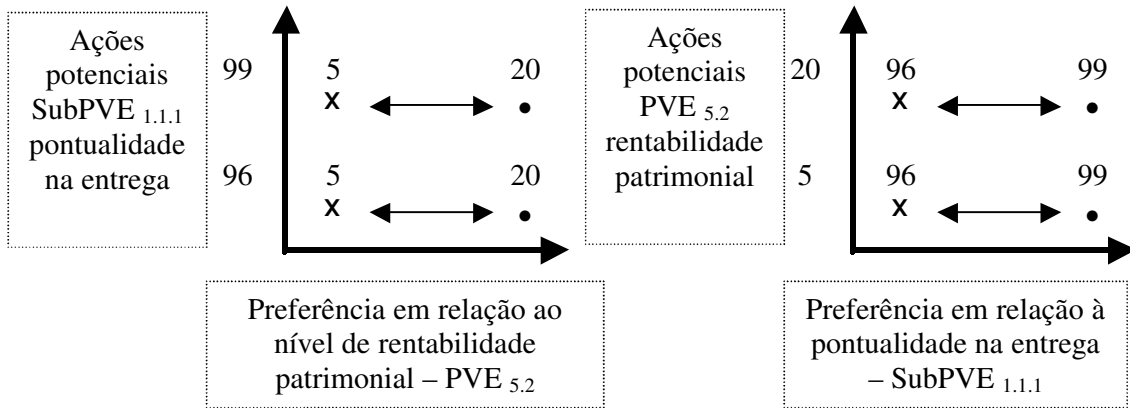 Ações
potenciais
SubPVE 1.1.1
pontualidade
na entrega
99 5 20
x •
96 5 20
x •
Preferência em relação ao
nível de rentabilidade
patrimonial – PVE 5.2
Ações
potenciais
PVE 5.2
rentabilidade
patrimonial
20 96 99
x •
5 96 99
x •
Preferência em relação à
pontualidade na entrega
– SubPVE 1.1.1